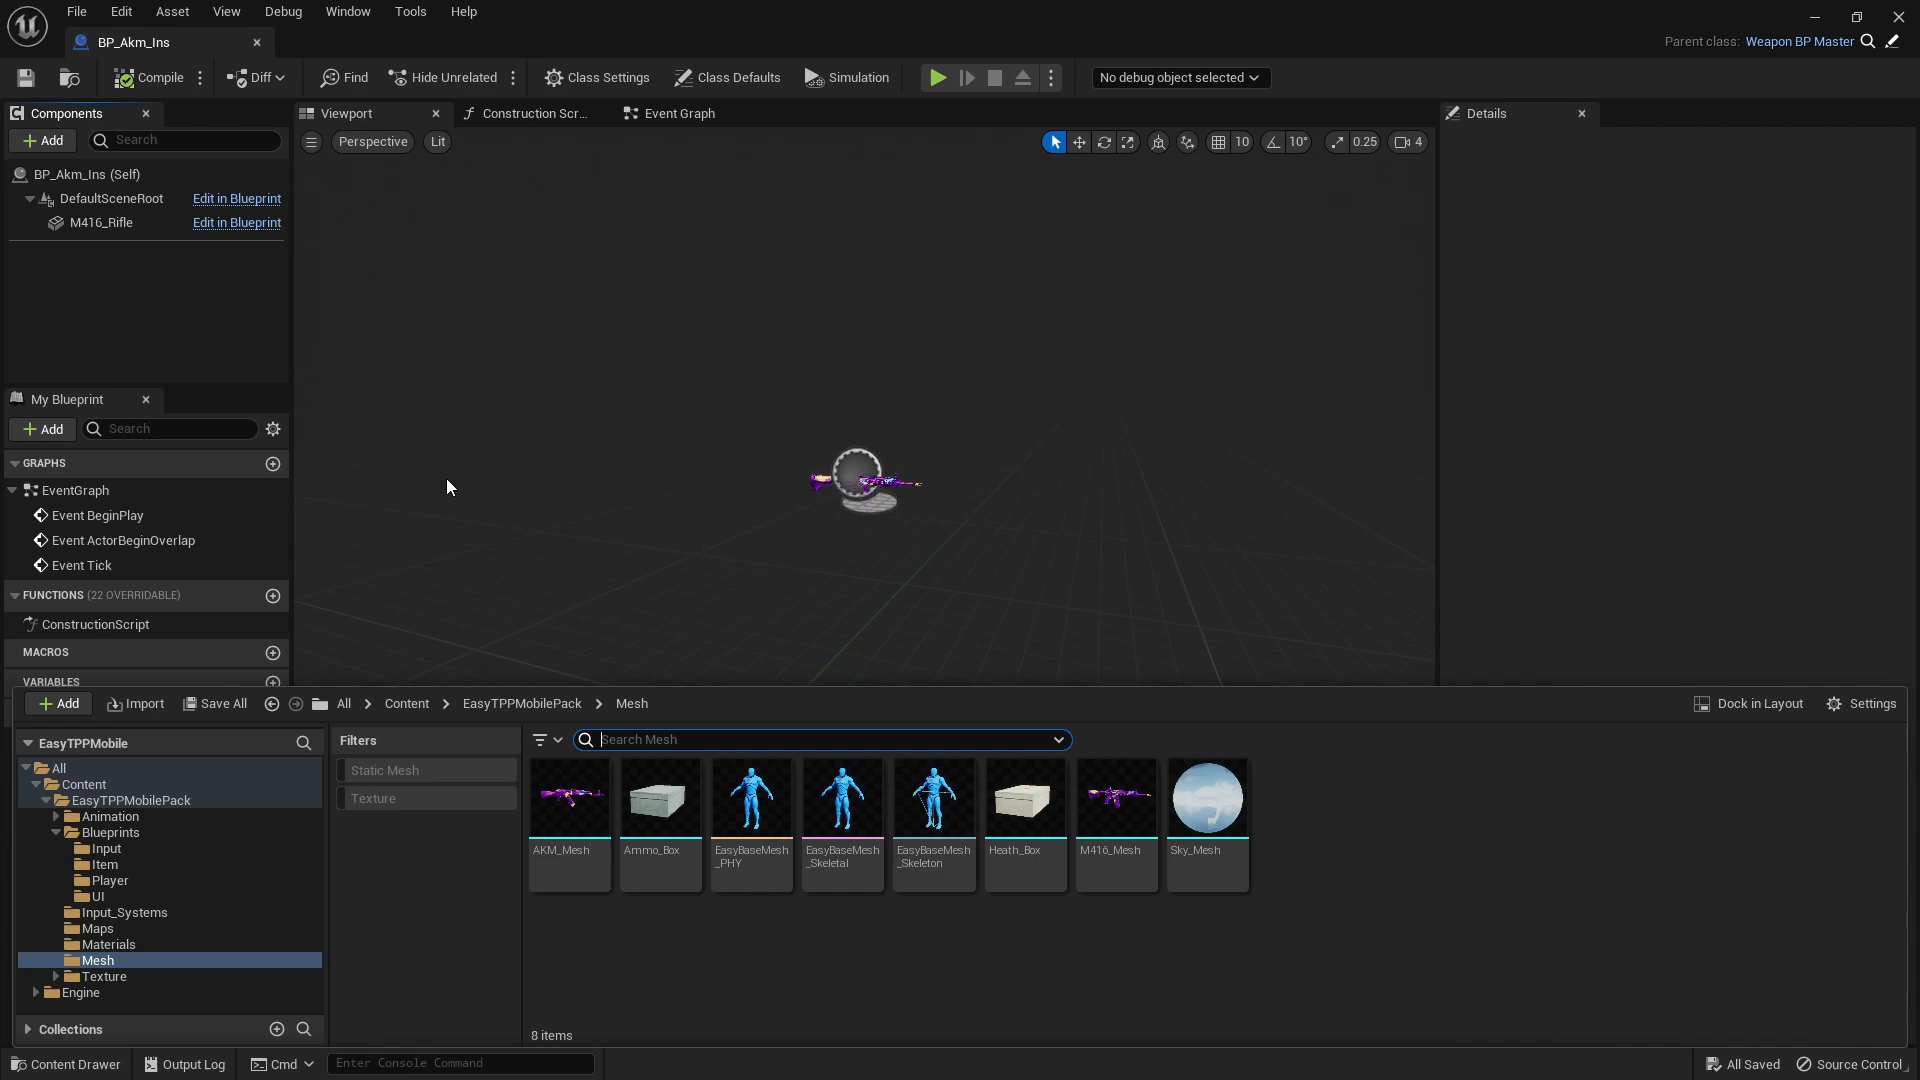 File Edit Asset View Debug Window Tools Help
BP_Akm_Ins
Parent class: Weapon BP Master
Compile Diff Find Hide Unrelated Class Settings Class Defaults Simulation No debug object selected
Components Viewport Construction Scr... Event Graph Details
Add Search Perspective Lit 10 10° 0.25 4
BP_Akm_Ins (Self)
DefaultSceneRoot Edit in Blueprint
M416_Rifle Edit in Blueprint
My Blueprint
Add Search
GRAPHS
EventGraph
Event BeginPlay
Event ActorBeginOverlap
Event Tick
FUNCTIONS (22 OVERRIDABLE)
ConstructionScript
MACROS
VARIABLES
Add Import Save All All Content EasyTPPMobilePack Mesh Dock in Layout Settings
EasyTPPMobile Filters Search Mesh
All
Content
EasyTPPMobilePack
Animation
Blueprints
Input
Item
Player
UI
Input_Systems
Maps
Materials
Mesh
Texture
Engine
Collections
Static Mesh
Texture
AKM_Mesh
Ammo_Box
EasyBaseMesh
_PHY
EasyBaseMesh
_Skeletal
EasyBaseMesh
_Skeleton
Heath_Box
M416_Mesh
Sky_Mesh
8 items
Content Drawer Output Log Cmd Enter Console Command All Saved Source Control